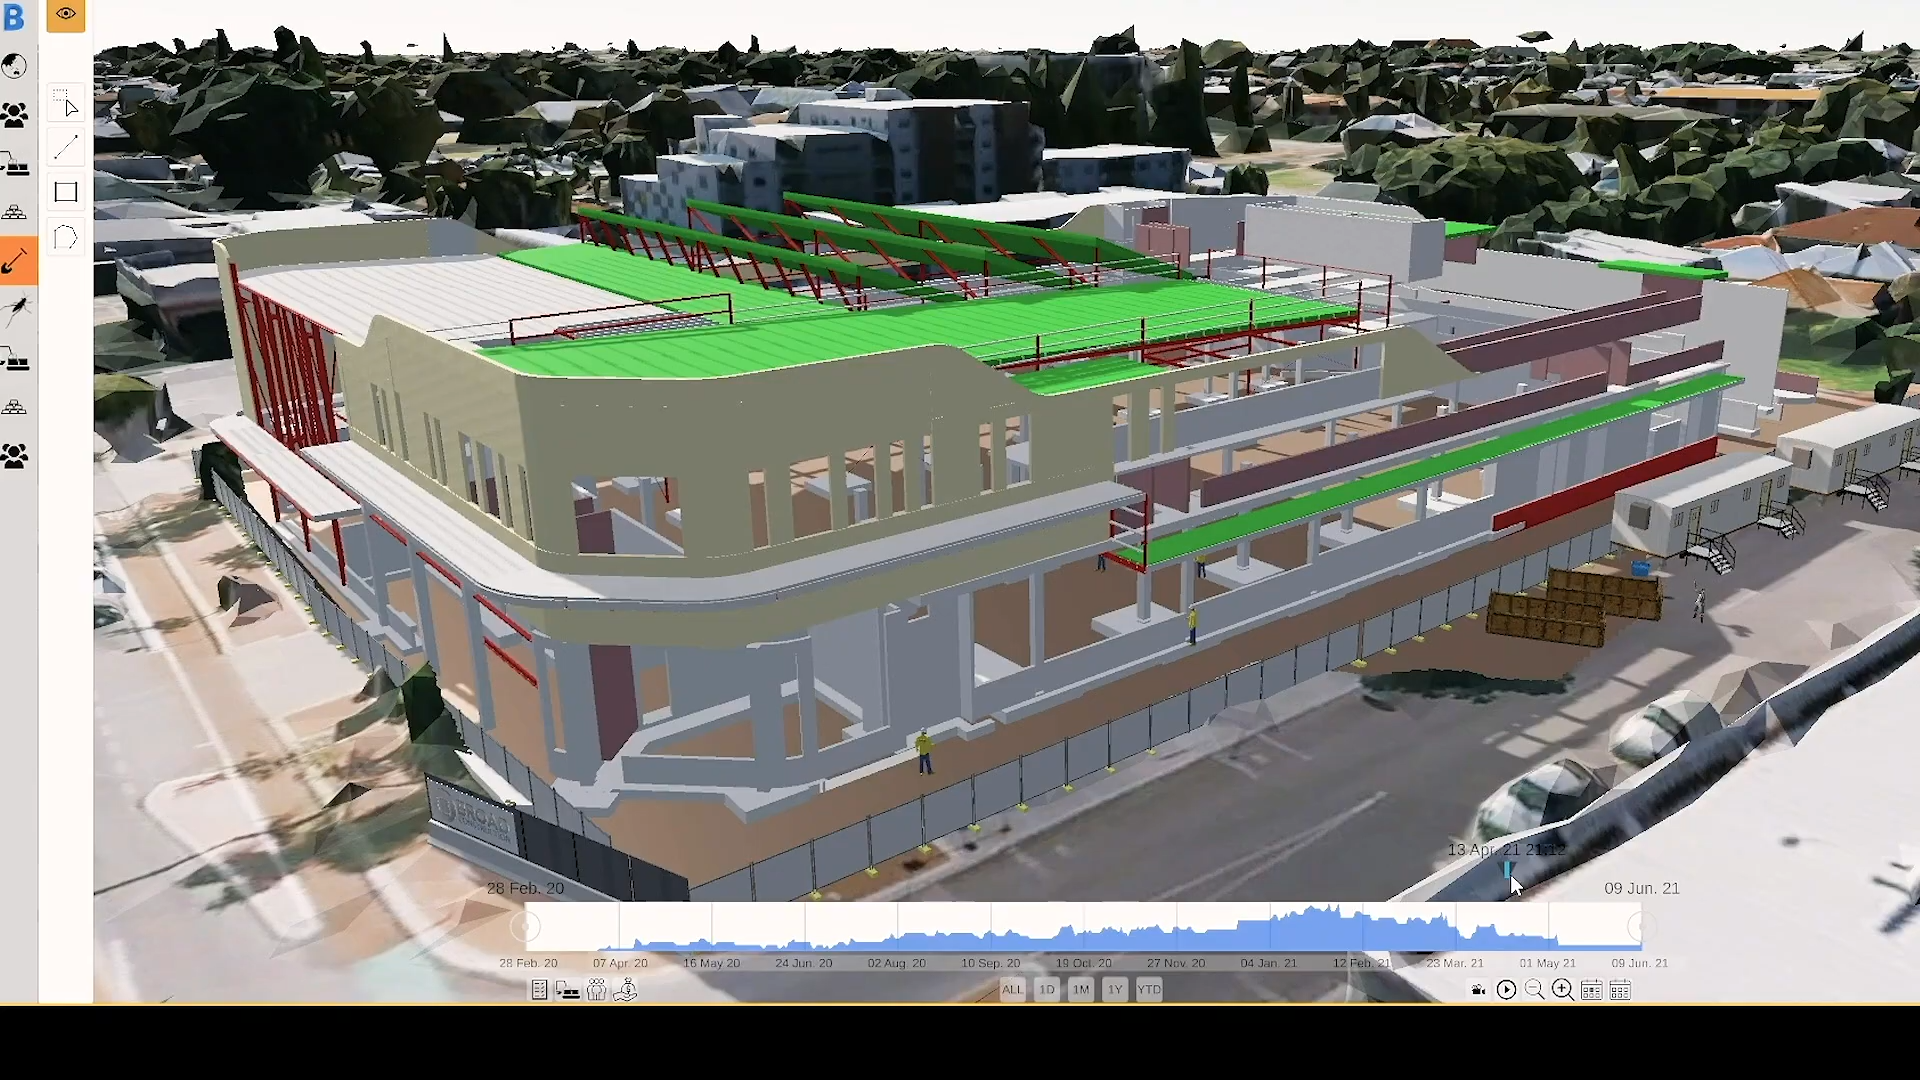 B
BROAD
CONSTRUCTION
13 Apr. 21 21:12
28 Feb. 20
09 Jun. 21
28 Feb. 20 07 Apr. 20 16 May. 20 24 Jun. 20 02 Aug. 20 10 Sep. 20 19 Oct. 20 27 Nov. 20 04 Jan. 21 12 Feb. 21 23 Mar. 21 01 May. 21 09 Jun. 21
ALL 1D 1M 1Y YTD